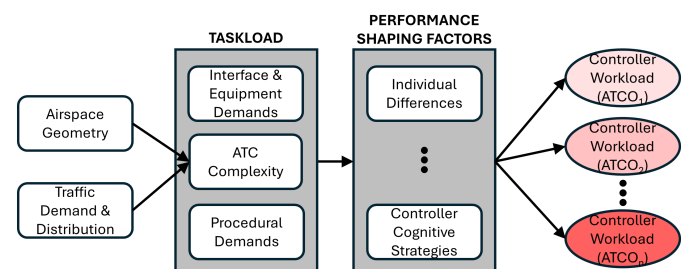 PERFORMANCE
SHAPING FACTORS
TASKLOAD
Airspace
Geometry
Traffic
Demand &
Distribution
Interface &
Equipment
Demands
ATC
Complexity
Procedural
Demands
Individual
Differences
Controller
Cognitive
Strategies
Controller
Workload
(ATCO₁)
Controller
Workload
(ATCO₂)
Controller
Workload
(ATCOₙ)